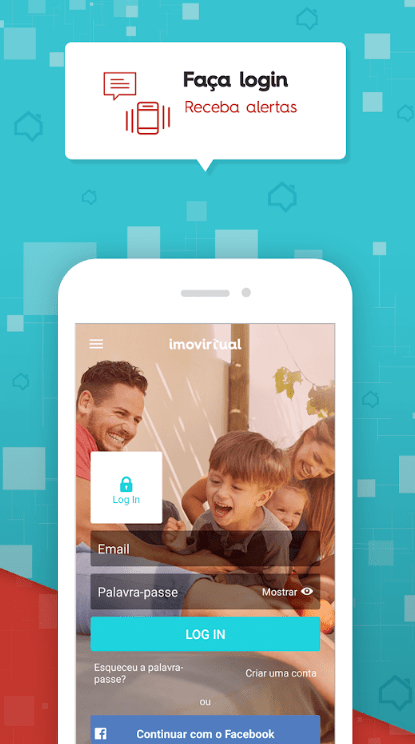 Faça login
Receba alertas
imovirtual
Log In
Email
Palavra-passe
Mostrar
LOG IN
Esqueceu a palavra-
passe?
Criar uma conta
ou
Continuar com o Facebook